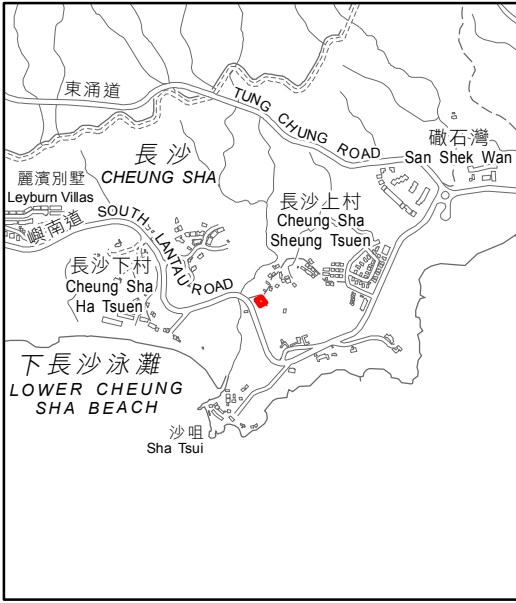 東涌道
TUNG CHUNG ROAD
礮石灣
San Shek Wan
長沙
CHEUNG SHA
麗濱別墅
Leyburn Villas
嶼南道
SOUTH LANTAU ROAD
長沙上村
Cheung Sha
Sheung Tsuen
長沙下村
Cheung Sha
Ha Tsuen
下長沙泳灘
LOWER CHEUNG
SHA BEACH
沙咀
Sha Tsui